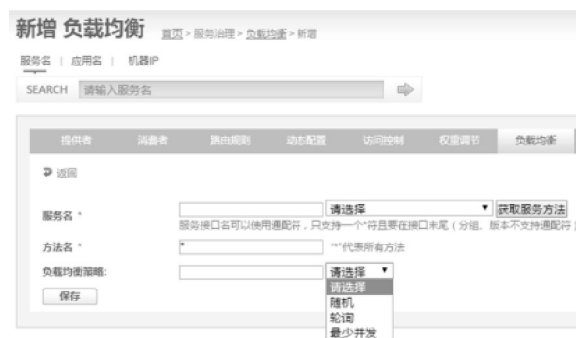 新增 负载均衡 首页 > 服务治理 > 负载均衡 > 新增
服务名 | 应用名 | 机器IP
SEARCH 请输入服务名
提供者 消费者 路由规则 动态配置 访问控制 权重调节 负载均衡
返回
服务名 * 请选择 获取服务方法
服务接口名可以使用通配符，只支持一个*符且要在接口末尾（分组、版本不支持通配符）
方法名 * * "*"代表所有方法
负载均衡策略: 请选择
保存 请选择
随机
轮询
最少并发